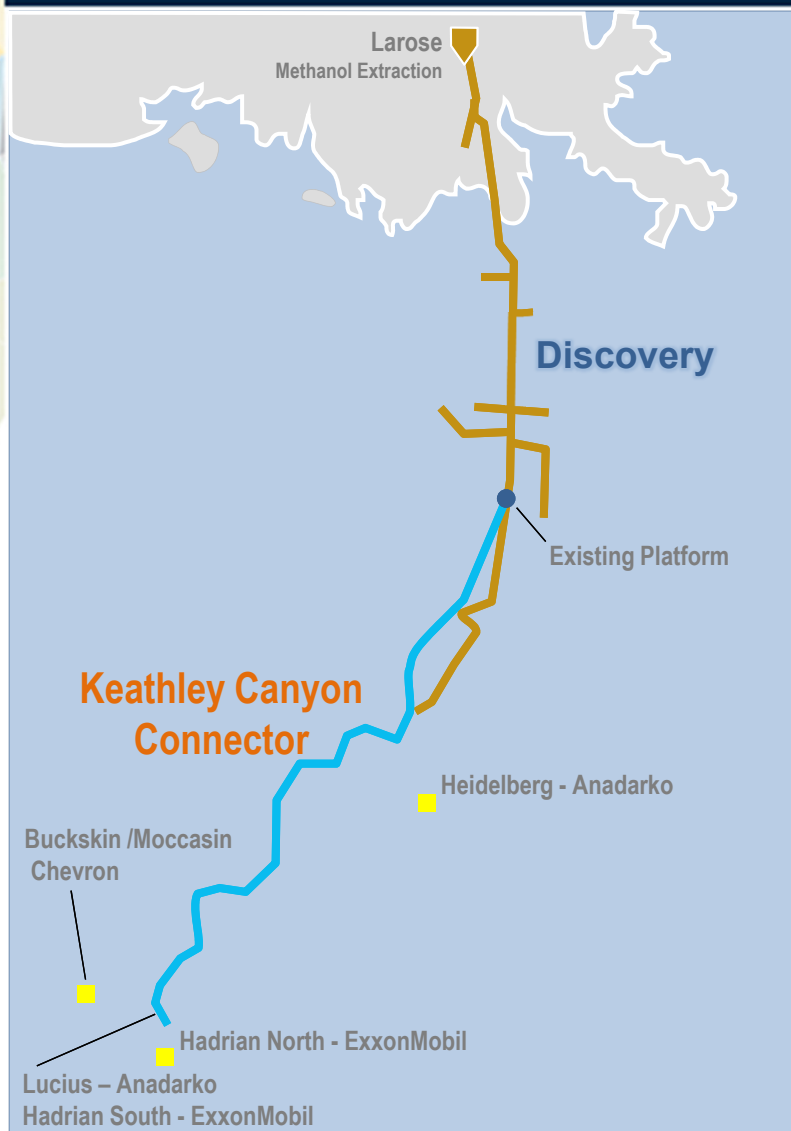 Larose
Methanol Extraction
Discovery
Existing Platform
Keathley Canyon
Connector
Heidelberg - Anadarko
Buckskin /Moccasin
Chevron
Hadrian North - ExxonMobil
Lucius – Anadarko
Hadrian South - ExxonMobil